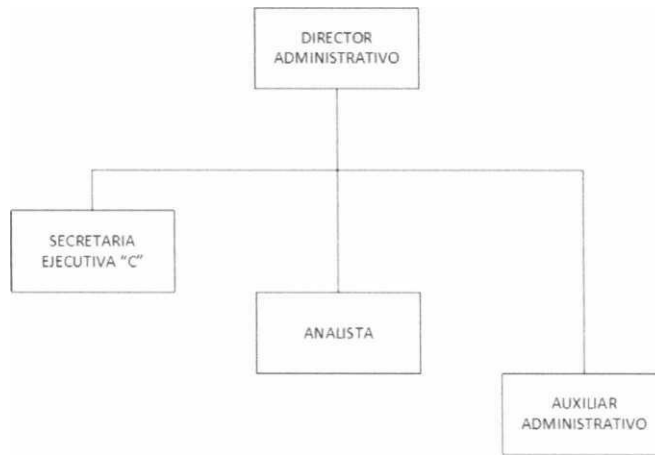 DIRECTOR
ADMINISTRATIVO
SECRETARIA
EJECUTIVA “C”
ANALISTA
AUXILIAR
ADMINISTRATIVO